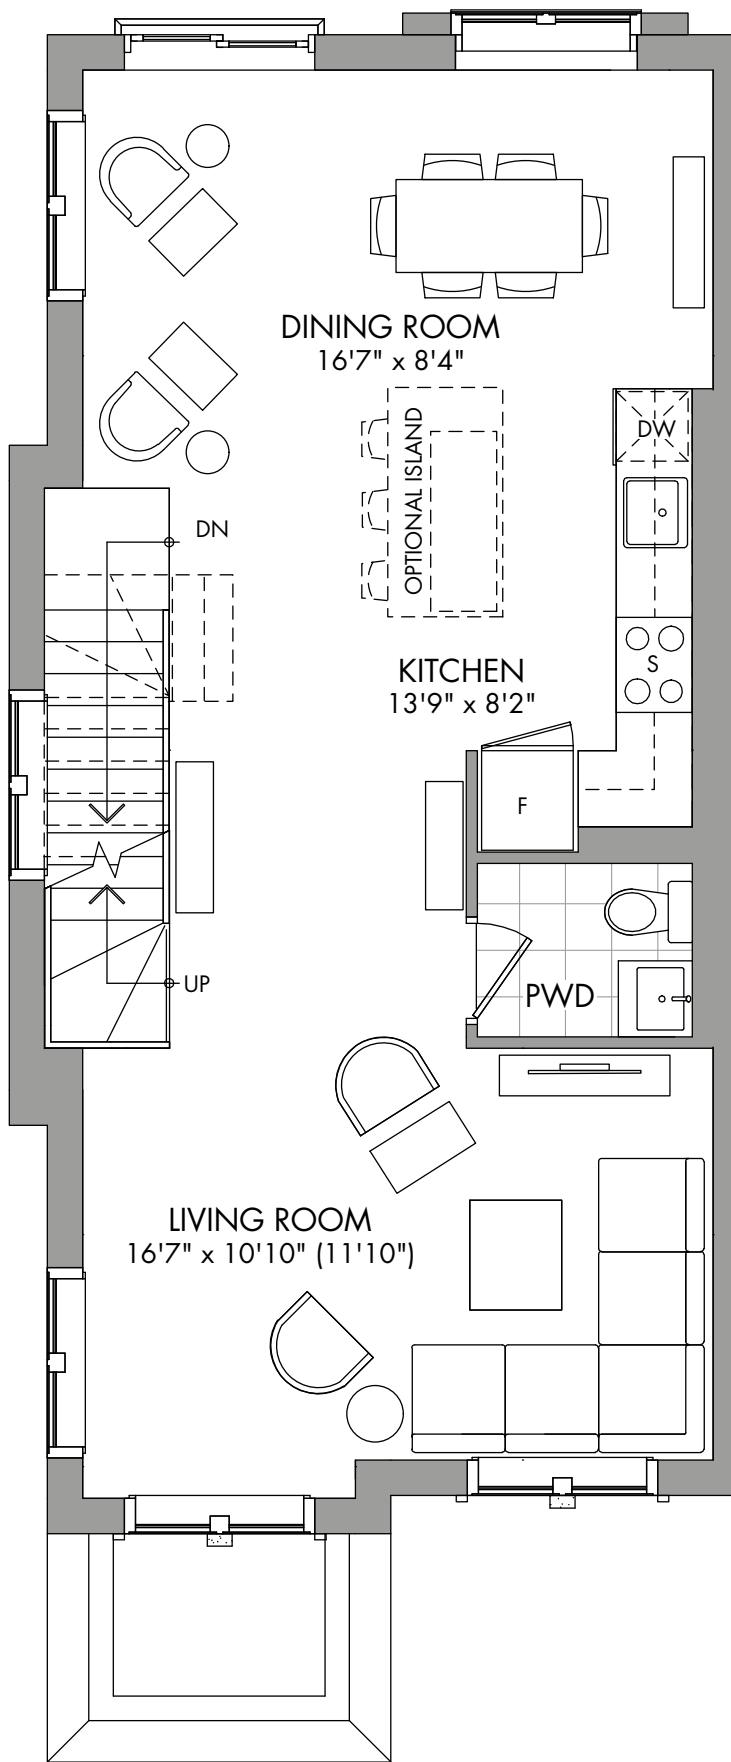 DINING ROOM
16'7" x 8'4"
DW
OPTIONAL ISLAND
DN
KITCHEN
13'9" x 8'2"
S
F
UP
PWD
LIVING ROOM
16'7" x 10'10" (11'10")